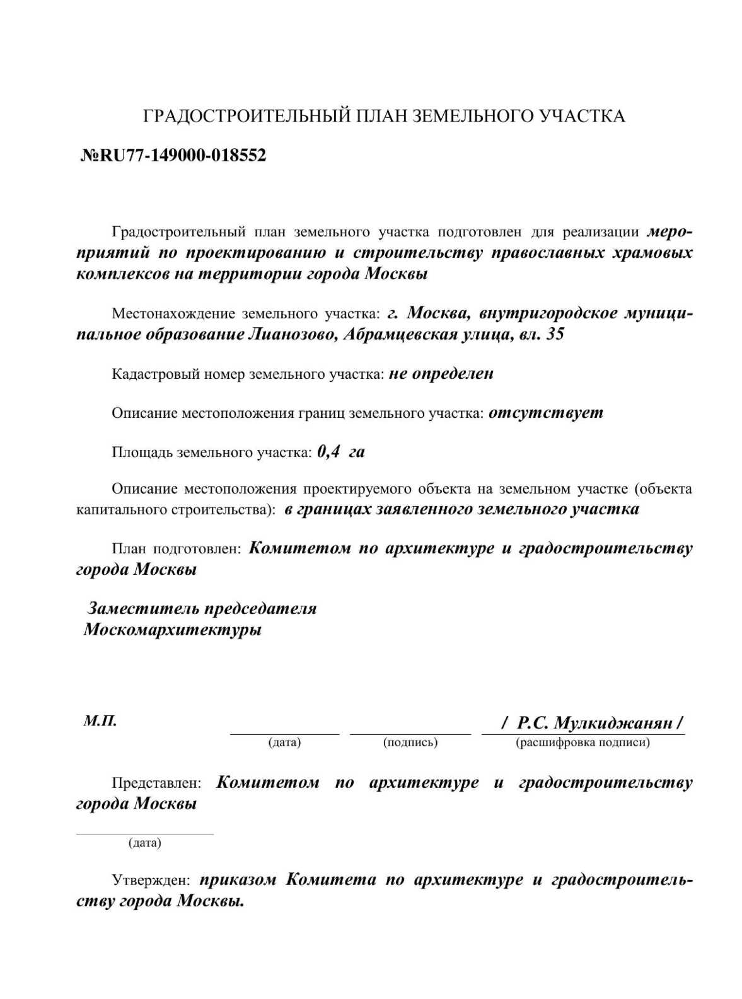 ГРАДОСТРОИТЕЛЬНЫЙ ПЛАН ЗЕМЕЛЬНОГО УЧАСТКА
№RU77-149000-018552
Градостроительный план земельного участка подготовлен для реализации меро-
приятий по проектированию и строительству православных храмовых
комплексов на территории города Москвы
Местонахождение земельного участка: г. Москва, внутригородское муници-
пальное образование Лианозово, Абрамцевская улица, вл. 35
Кадастровый номер земельного участка: не определен
Описание местоположения границ земельного участка: отсутствует
Площадь земельного участка: 0,4 га
Описание местоположения проектируемого объекта на земельном участке (объекта
капитального строительства): в границах заявленного земельного участка
План подготовлен: Комитетом по архитектуре и градостроительству
города Москвы
Заместитель председателя
Москомархитектуры
М.П. / Р.С. Мулкиджанян /
(дата) (подпись) (расшифровка подписи)
Представлен: Комитетом по архитектуре и градостроительству
города Москвы
(дата)
Утвержден: приказом Комитета по архитектуре и градостроитель-
ству города Москвы.